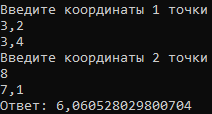 Введите координаты 1 точки
3,2
3,4
Введите координаты 2 точки
8
7,1
Ответ: 6,060528029800704